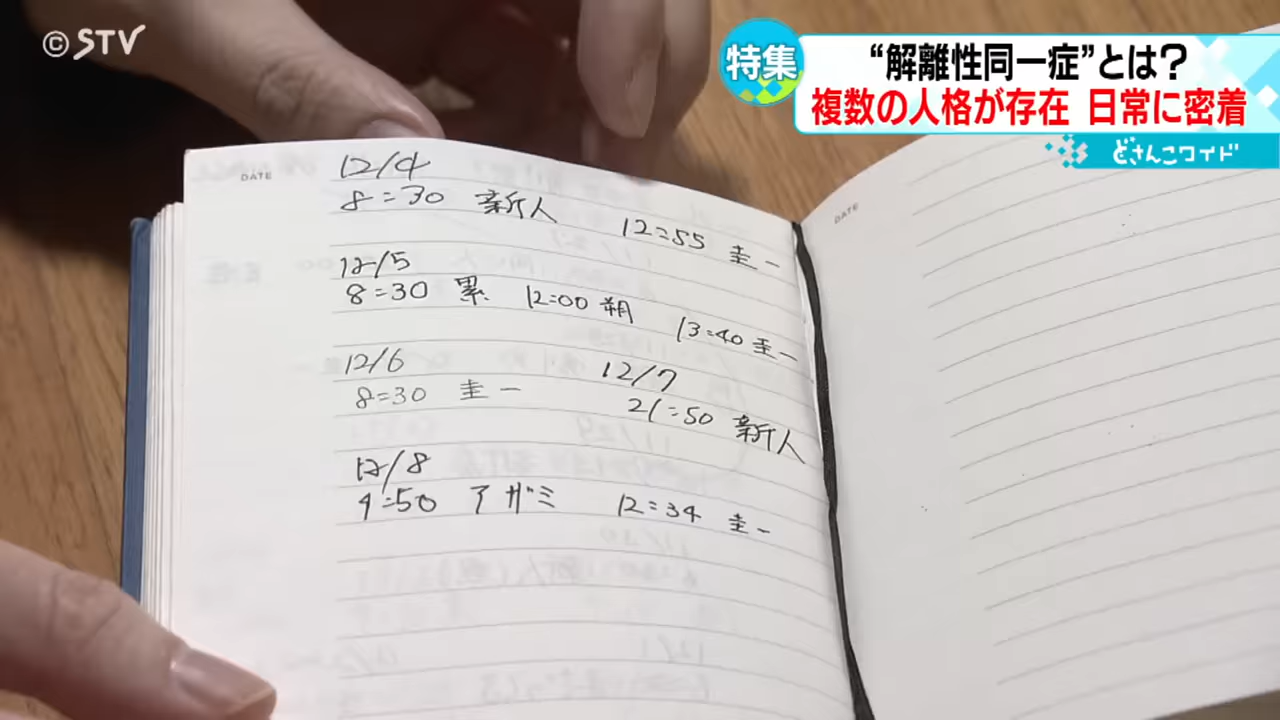 © STV
特集
“解離性同一症”とは?
複数の人格が存在 日常に密着
どさんこワイド
DATE
12/4
8=30 新人 12=55 圭一
12/5
8=30 累 12=00 朔 13=40 圭一
12/6 12/7
8=30 圭一 21=50 新人
12/8
9=50 アザミ 12=34 圭一
DATE